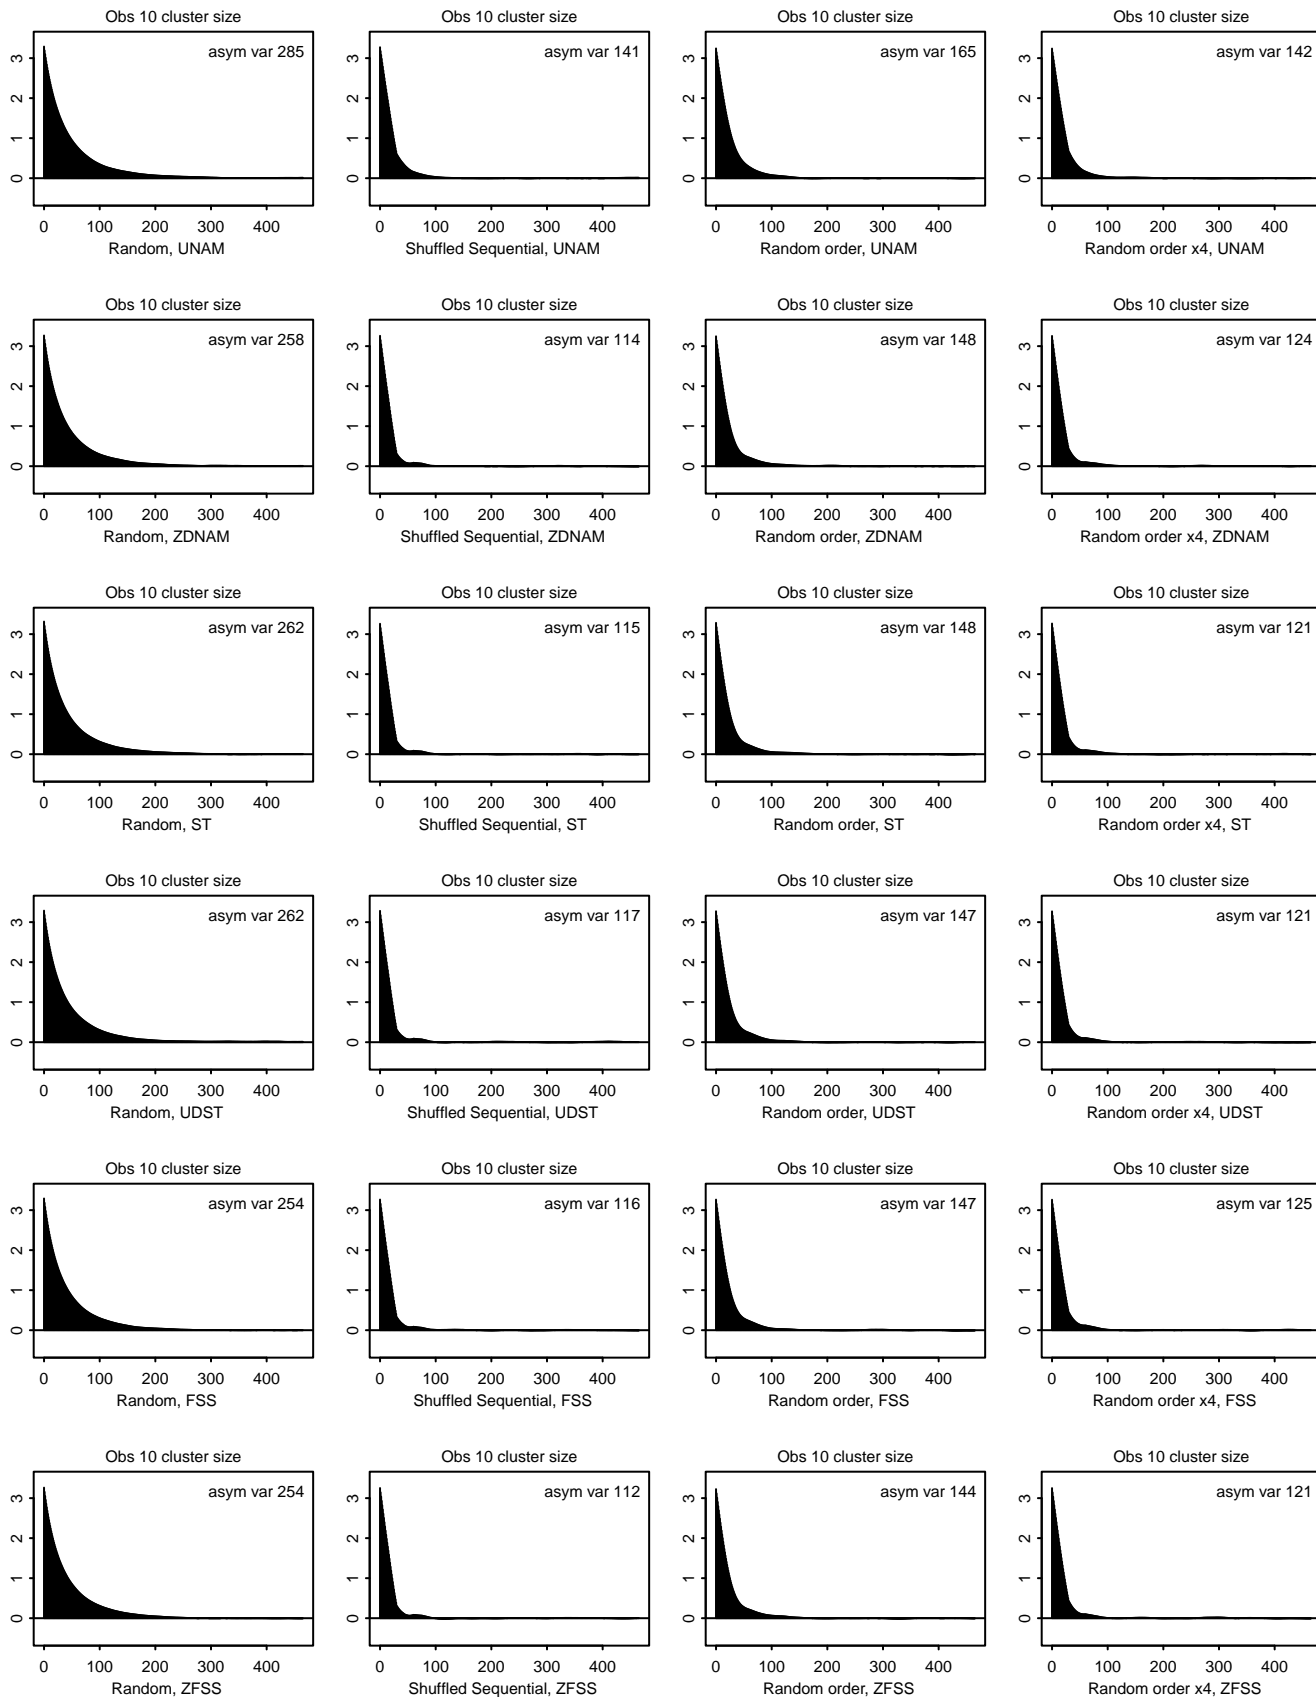 Obs 10 cluster size Obs 10 cluster size Obs 10 cluster size Obs 10 cluster size
asym var 285 asym var 141 asym var 165 asym var 142
3 3 3 3
2 2 2 2
1 1 1 1
0 0 0 0
0 100 200 300 400 0 100 200 300 400 0 100 200 300 400 0 100 200 300 400
Random, UNAM Shuffled Sequential, UNAM Random order, UNAM Random order x4, UNAM
Obs 10 cluster size Obs 10 cluster size Obs 10 cluster size Obs 10 cluster size
asym var 258 asym var 114 asym var 148 asym var 124
3 3 3 3
2 2 2 2
1 1 1 1
0 0 0 0
0 100 200 300 400 0 100 200 300 400 0 100 200 300 400 0 100 200 300 400
Random, ZDNAM Shuffled Sequential, ZDNAM Random order, ZDNAM Random order x4, ZDNAM
Obs 10 cluster size Obs 10 cluster size Obs 10 cluster size Obs 10 cluster size
asym var 262 asym var 115 asym var 148 asym var 121
3 3 3 3
2 2 2 2
1 1 1 1
0 0 0 0
0 100 200 300 400 0 100 200 300 400 0 100 200 300 400 0 100 200 300 400
Random, ST Shuffled Sequential, ST Random order, ST Random order x4, ST
Obs 10 cluster size Obs 10 cluster size Obs 10 cluster size Obs 10 cluster size
asym var 262 asym var 117 asym var 147 asym var 121
3 3 3 3
2 2 2 2
1 1 1 1
0 0 0 0
0 100 200 300 400 0 100 200 300 400 0 100 200 300 400 0 100 200 300 400
Random, UDST Shuffled Sequential, UDST Random order, UDST Random order x4, UDST
Obs 10 cluster size Obs 10 cluster size Obs 10 cluster size Obs 10 cluster size
asym var 254 asym var 116 asym var 147 asym var 125
3 3 3 3
2 2 2 2
1 1 1 1
0 0 0 0
0 100 200 300 400 0 100 200 300 400 0 100 200 300 400 0 100 200 300 400
Random, FSS Shuffled Sequential, FSS Random order, FSS Random order x4, FSS
Obs 10 cluster size Obs 10 cluster size Obs 10 cluster size Obs 10 cluster size
asym var 254 asym var 112 asym var 144 asym var 121
3 3 3 3
2 2 2 2
1 1 1 1
0 0 0 0
0 100 200 300 400 0 100 200 300 400 0 100 200 300 400 0 100 200 300 400
Random, ZFSS Shuffled Sequential, ZFSS Random order, ZFSS Random order x4, ZFSS